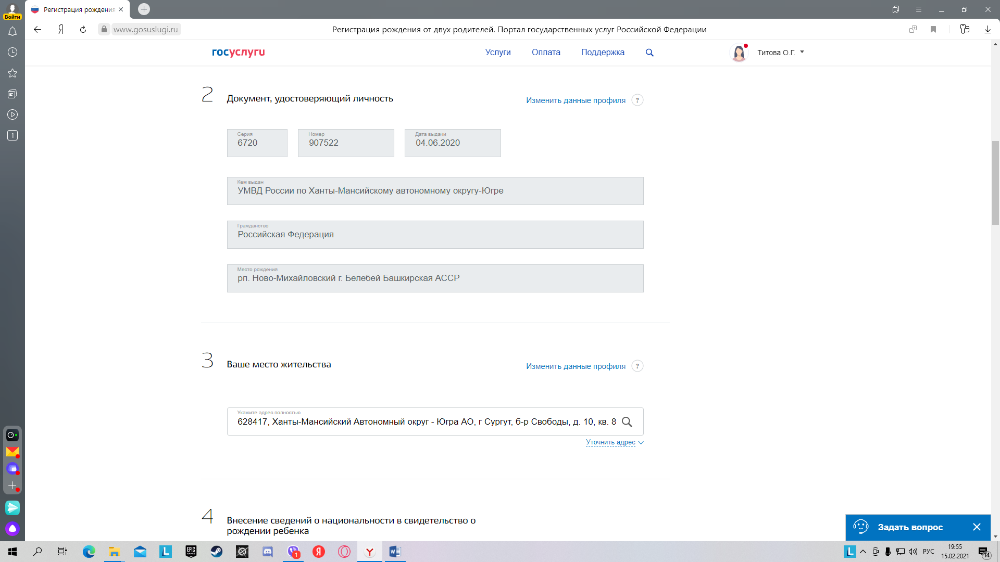 Регистрация рождения
Войти
www.gosuslugi.ru
Регистрация рождения от двух родителей. Портал государственных услуг Российской Федерации
госуслуги
Услуги
Оплата
Поддержка
Титова О.Г.
2
Документ, удостоверяющий личность
Изменить данные профиля
?
Серия
6720
Номер
907522
Дата выдачи
04.06.2020
Кем выдан
УМВД России по Ханты-Мансийскому автономному округу-Югре
Гражданство
Российская Федерация
Место рождения
рп. Ново-Михайловский г. Белебей Башкирская АССР
3
Ваше место жительства
Изменить данные профиля
?
Укажите адрес полностью
628417, Ханты-Мансийский Автономный округ - Югра АО, г Сургут, б-р Свободы, д. 10, кв. 8
Уточнить адрес
4
Внесение сведений о национальности в свидетельство о
рождении ребенка
Задать вопрос
1
Я
EPIC
GAMES
L
1
Я
Y
W
L
РУС
19:55
15.02.2021
14